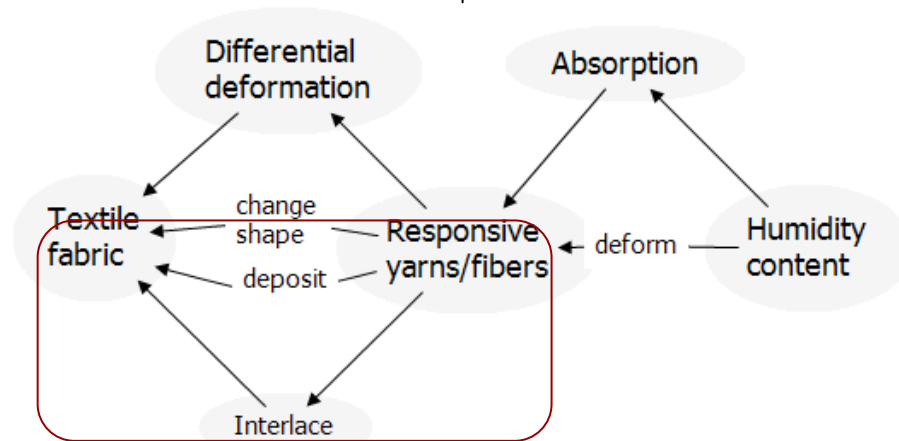 Differential
deformation
Absorption
Textile
fabric
change
shape
deposit
Responsive
yarns/fibers
deform
Humidity
content
Interlace